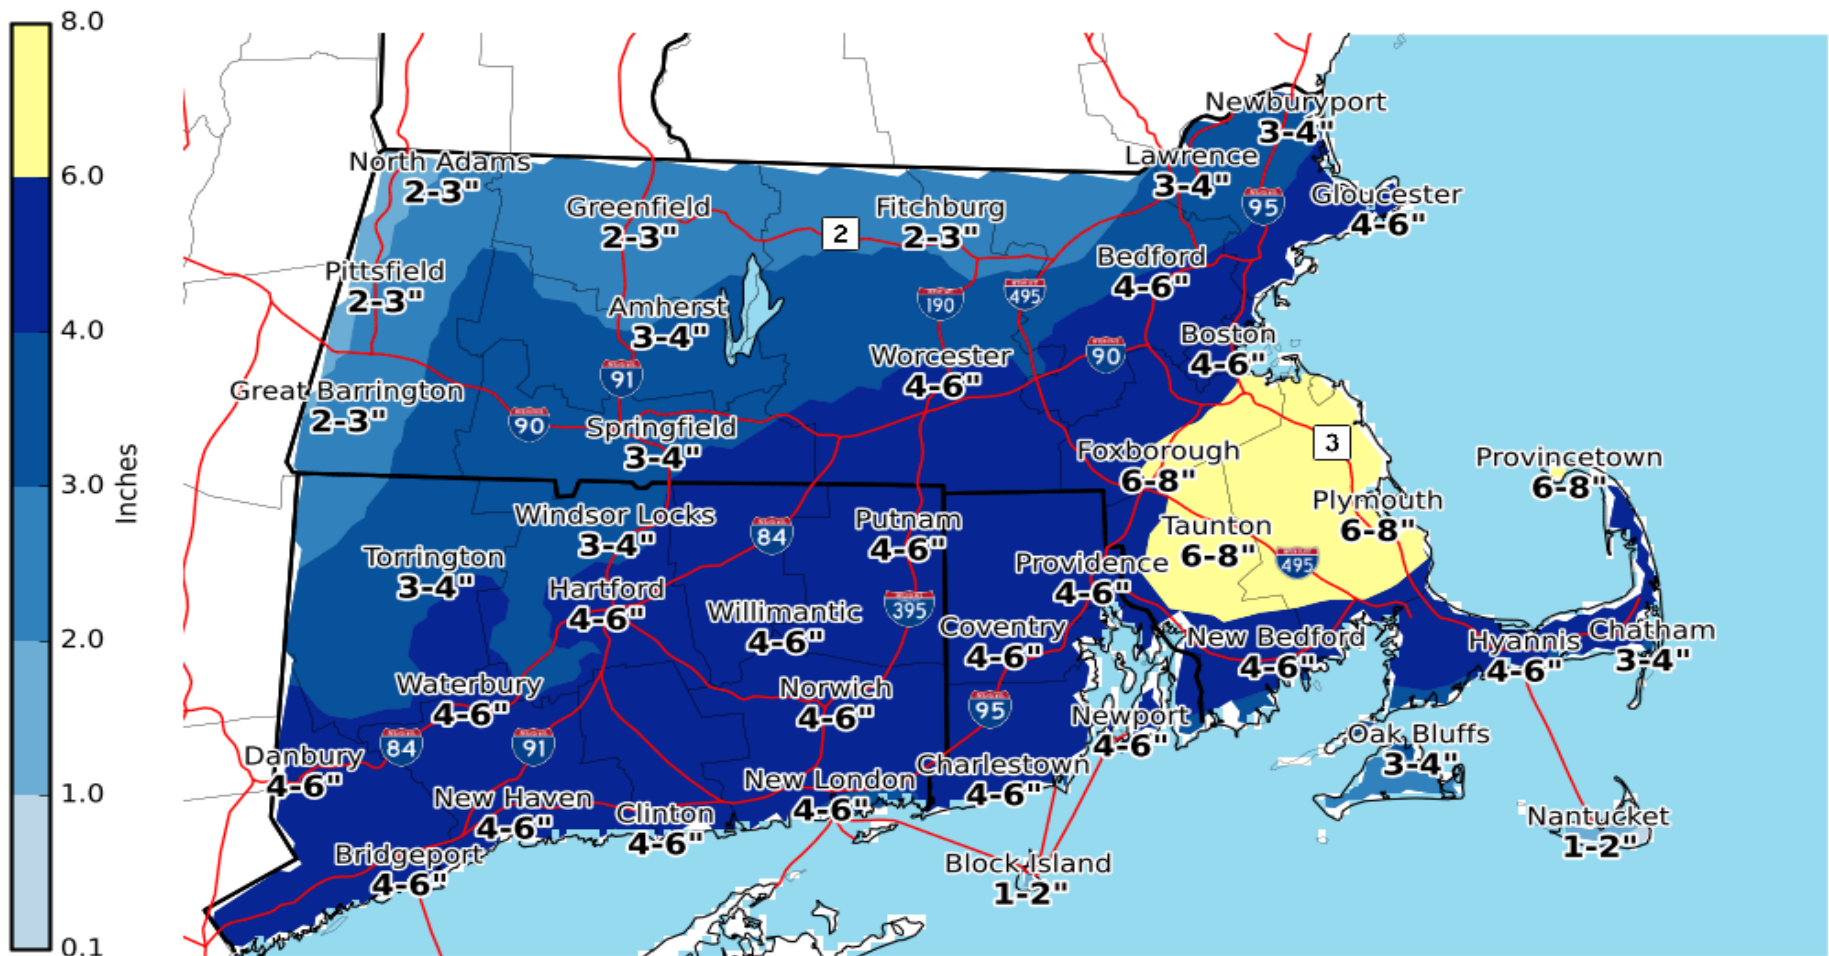 8.0
6.0
4.0
3.0
2.0
1.0
0.1
Inches
Newburyport
3-4"
North Adams
2-3"
Lawrence
3-4"
Gloucester
4-6"
95
Greenfield
2-3"
2
Fitchburg
2-3"
Bedford
4-6"
Pittsfield
2-3"
190
495
Amherst
3-4"
Boston
4-6"
Worcester
4-6"
90
91
Great Barrington
2-3"
90
Springfield
3-4"
3
Foxborough
6-8"
Provincetown
6-8"
Plymouth
6-8"
Windsor Locks
3-4"
84
Putnam
4-6"
Taunton
6-8"
495
Torrington
3-4"
Providence
4-6"
Hartford
4-6"
Willimantic
4-6"
395
Coventry
4-6"
New Bedford
4-6"
Hyannis
4-6"
Chatham
3-4"
Waterbury
4-6"
Norwich
4-6"
95
Newport
4-6"
84
91
Oak Bluffs
3-4"
Danbury
4-6"
New Haven
4-6"
Clinton
4-6"
New London
4-6"
Charlestown
4-6"
Nantucket
1-2"
Bridgeport
4-6"
Block Island
1-2"